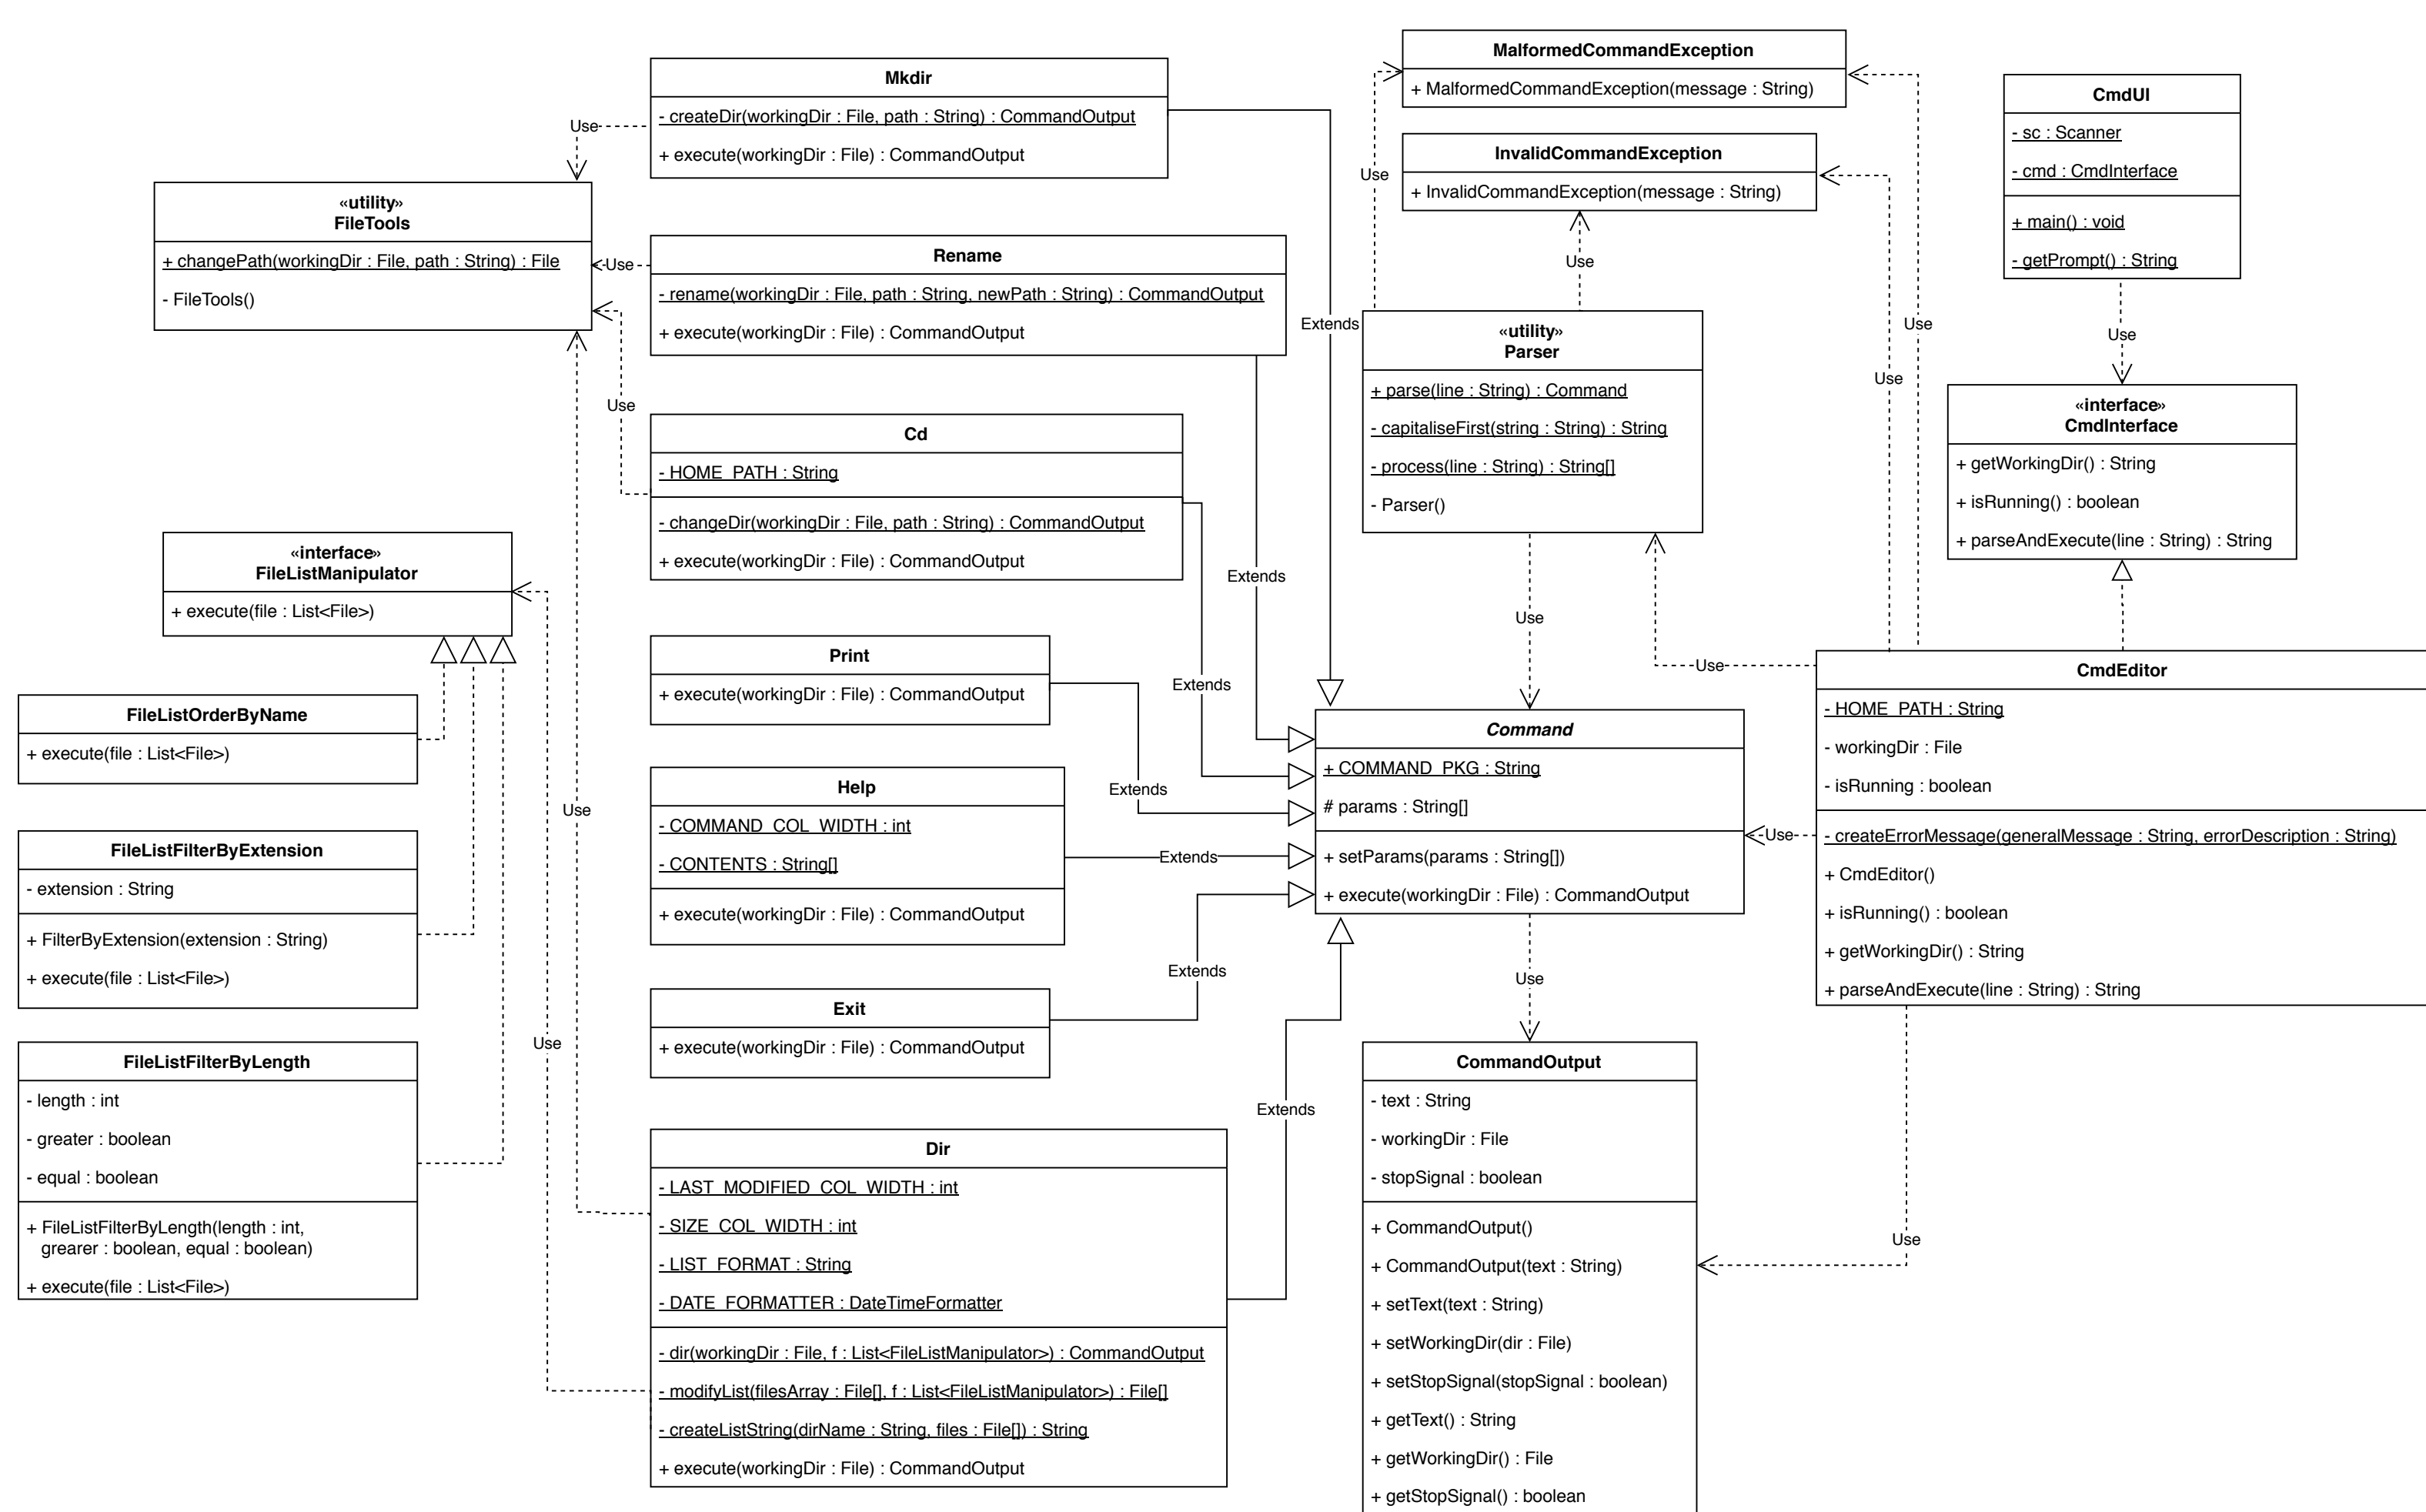 Mkdir
- createDir(workingDir : File, path : String) : CommandOutput
+ execute(workingDir : File) : CommandOutput
MalformedCommandException
+ MalformedCommandException(message : String)
InvalidCommandException
+ InvalidCommandException(message : String)
CmdUI
- sc : Scanner
- cmd : CmdInterface
+ main() : void
- getPrompt() : String
Use
Use
«utility»
FileTools
+ changePath(workingDir : File, path : String) : File
- FileTools()
Use
Rename
- rename(workingDir : File, path : String, newPath : String) : CommandOutput
+ execute(workingDir : File) : CommandOutput
Use
Extends
Use
Use
«utility»
Parser
+ parse(line : String) : Command
- capitaliseFirst(string : String) : String
- process(line : String) : String[]
- Parser()
Use
Use
«interface»
CmdInterface
+ getWorkingDir() : String
+ isRunning() : boolean
+ parseAndExecute(line : String) : String
Cd
- HOME_PATH : String
- changeDir(workingDir : File, path : String) : CommandOutput
+ execute(workingDir : File) : CommandOutput
«interface»
FileListManipulator
+ execute(file : List<File>)
Extends
Use
Print
+ execute(workingDir : File) : CommandOutput
Extends
Use
CmdEditor
- HOME_PATH : String
- workingDir : File
- isRunning : boolean
- createErrorMessage(generalMessage : String, errorDescription : String)
+ CmdEditor()
+ isRunning() : boolean
+ getWorkingDir() : String
+ parseAndExecute(line : String) : String
FileListOrderByName
+ execute(file : List<File>)
Command
+ COMMAND_PKG : String
# params : String[]
+ setParams(params : String[])
+ execute(workingDir : File) : CommandOutput
Use
Help
- COMMAND_COL_WIDTH : int
- CONTENTS : String[]
+ execute(workingDir : File) : CommandOutput
Extends
Use
Extends
FileListFilterByExtension
- extension : String
+ FilterByExtension(extension : String)
+ execute(file : List<File>)
Extends
Use
Exit
+ execute(workingDir : File) : CommandOutput
Use
FileListFilterByLength
- length : int
- greater : boolean
- equal : boolean
+ FileListFilterByLength(length : int,
grearer : boolean, equal : boolean)
+ execute(file : List<File>)
Extends
CommandOutput
- text : String
- workingDir : File
- stopSignal : boolean
+ CommandOutput()
+ CommandOutput(text : String)
+ setText(text : String)
+ setWorkingDir(dir : File)
+ setStopSignal(stopSignal : boolean)
+ getText() : String
+ getWorkingDir() : File
+ getStopSignal() : boolean
Use
Dir
- LAST_MODIFIED_COL_WIDTH : int
- SIZE_COL_WIDTH : int
- LIST_FORMAT : String
- DATE_FORMATTER : DateTimeFormatter
- dir(workingDir : File, f : List<FileListManipulator>) : CommandOutput
- modifyList(filesArray : File[], f : List<FileListManipulator>) : File[]
- createListString(dirName : String, files : File[]) : String
+ execute(workingDir : File) : CommandOutput